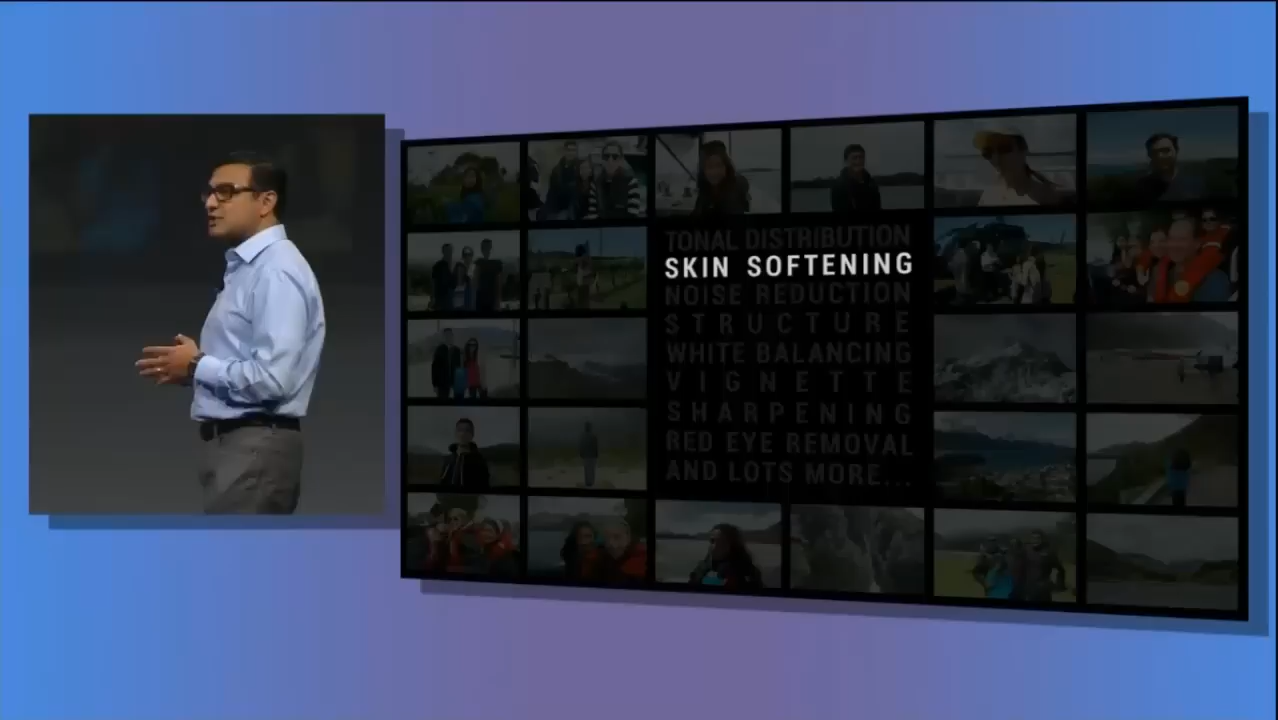 TONAL DISTRIBUTION
SKIN SOFTENING
NOISE REDUCTION
STRUCTURE
WHITE BALANCING
VIGNETTE
SHARPENING
RED EYE REMOVAL
AND LOTS MORE...